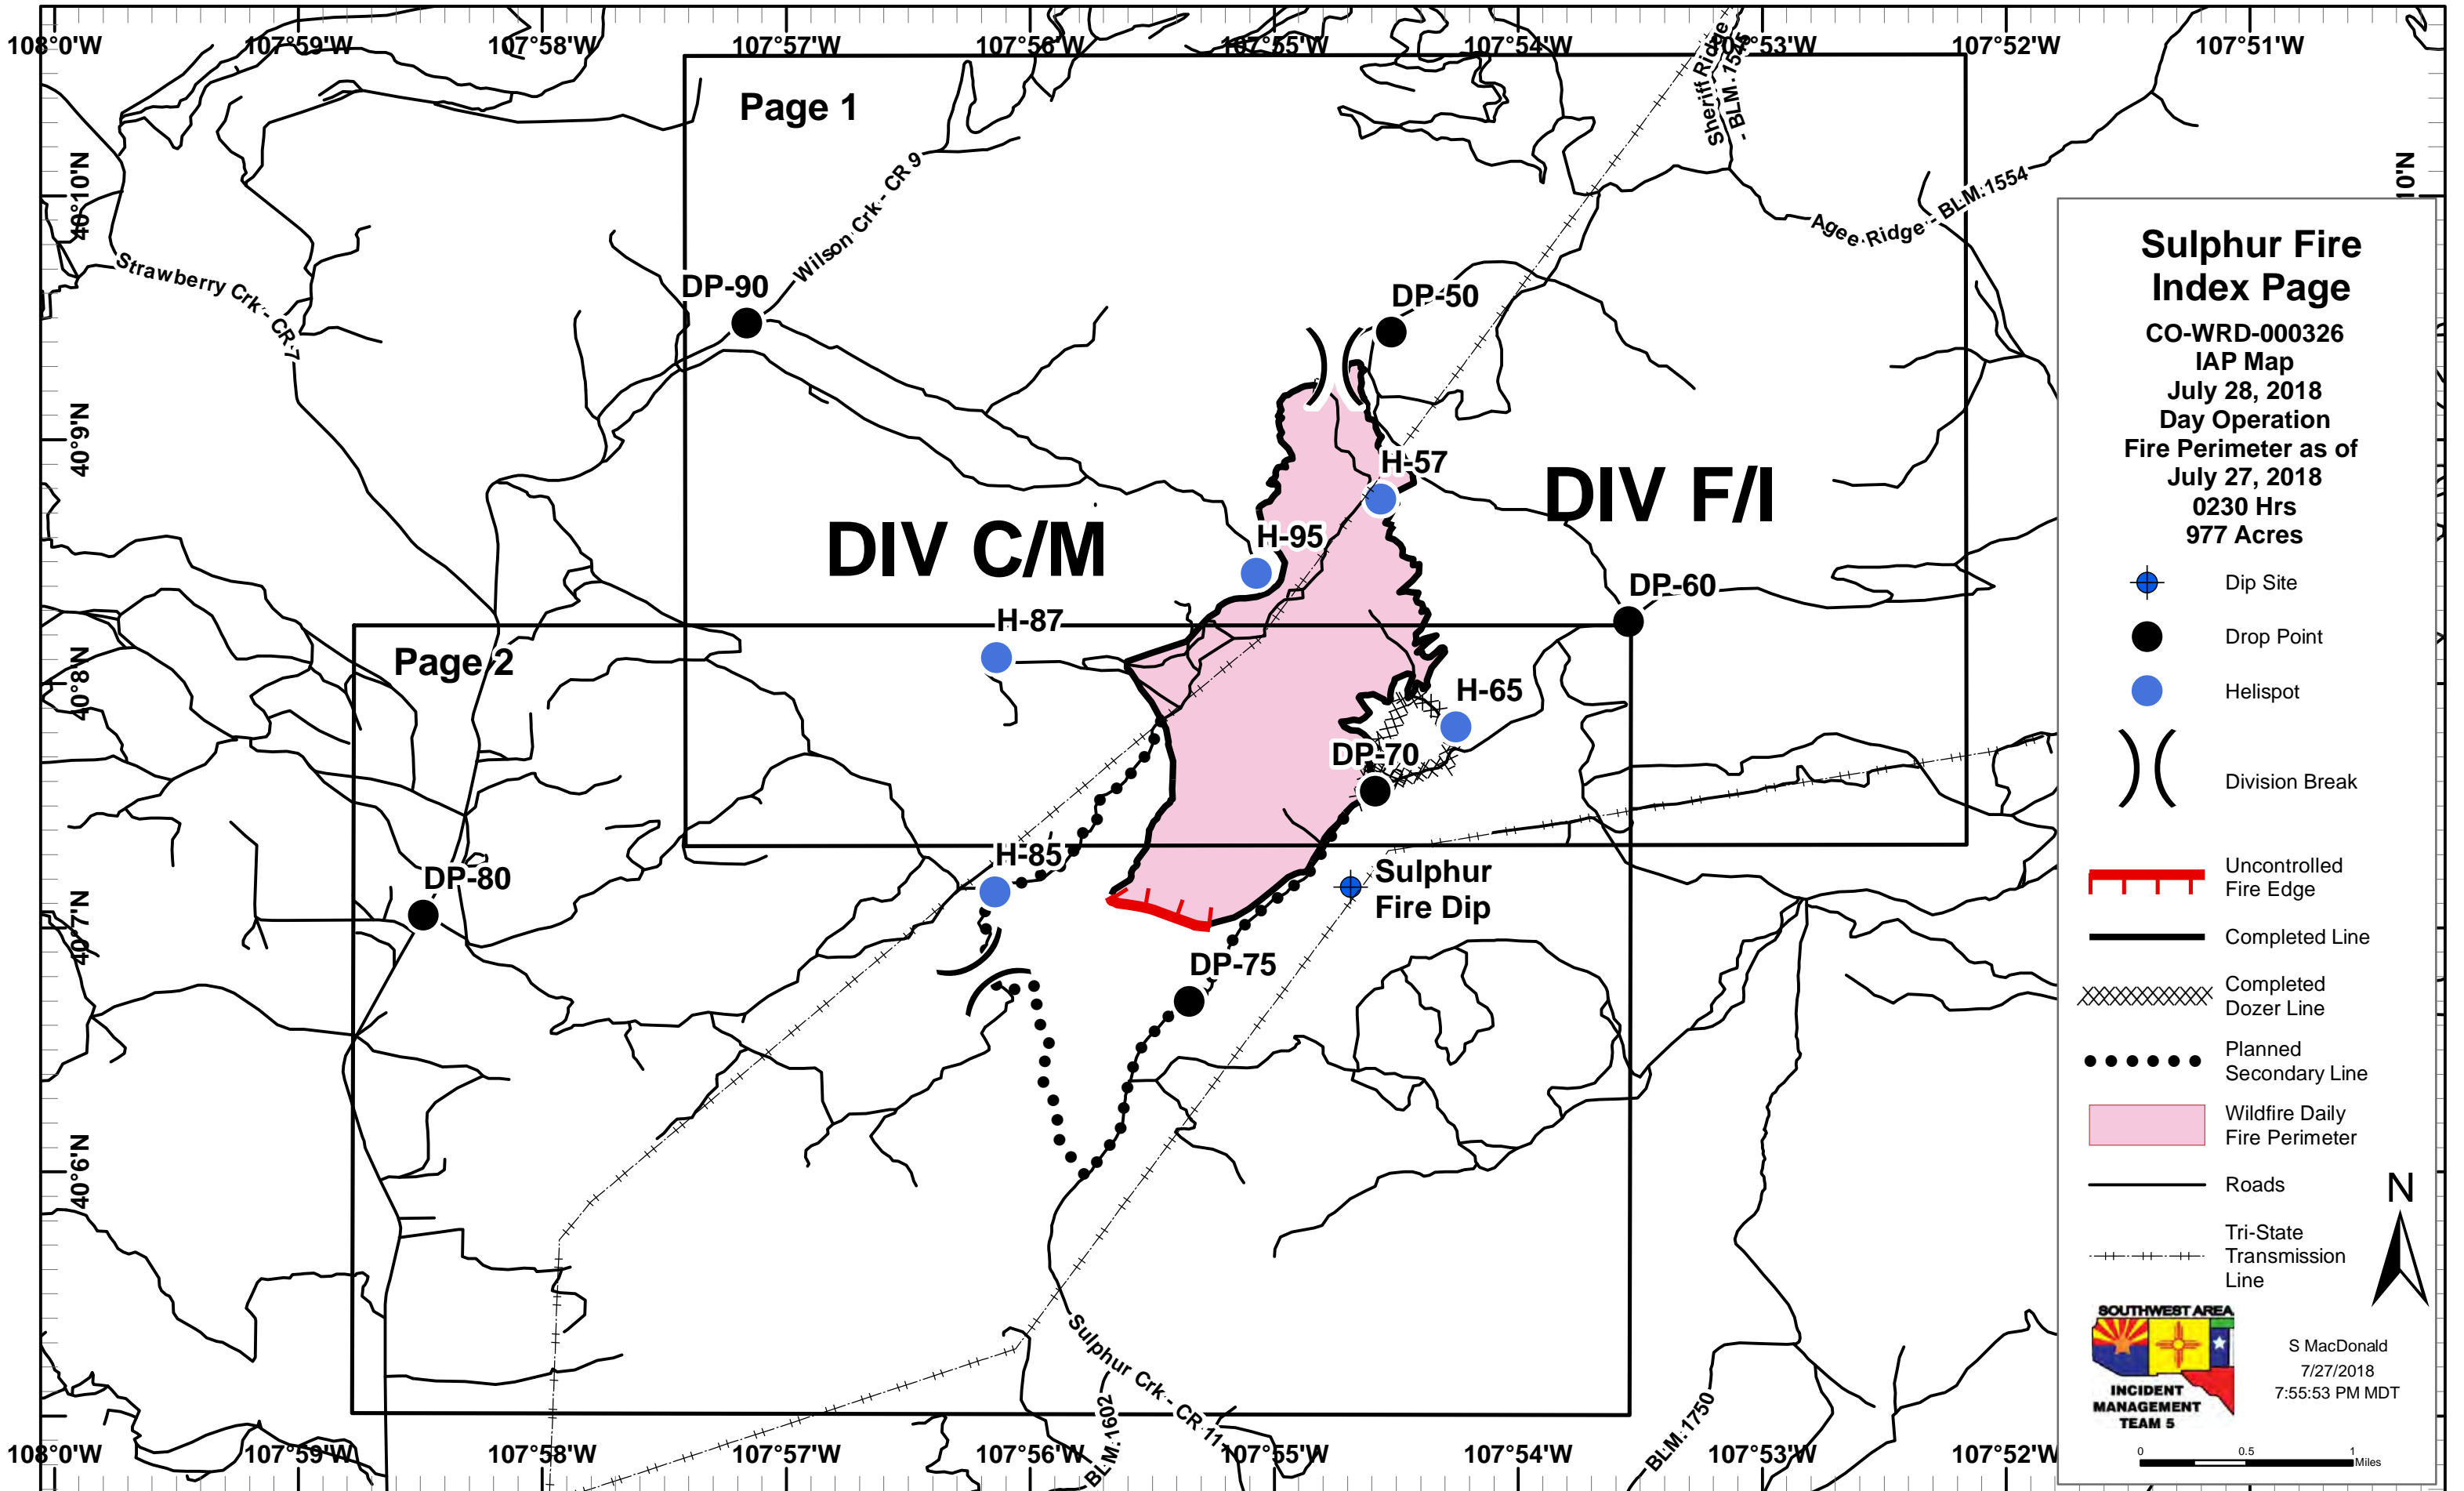 108°0'W
107°59'W
107°58'W
107°57'W
107°56'W
107°55'W
107°54'W
107°53'W
107°52'W
107°51'W
Sheriff Ridge
- BLM 1545
Page 1
Wilson Crk - CR 9
40°10'N
10'N
Agee Ridge - BLM 1554
Strawberry Crk - CR 7
DP-90
DP-50
40°9'N
H-57
DIV F/I
DIV C/M
H-95
DP-60
H-87
Page 2
40°8'N
H-65
DP-70
H-85
DP-80
Sulphur
Fire Dip
40°7'N
DP-75
40°6'N
Sulphur Crk - CR 11
BLM 1602
BLM 1750
108°0'W
107°59'W
107°58'W
107°57'W
107°56'W
107°55'W
107°54'W
107°53'W
107°52'W
Sulphur Fire
Index Page
CO-WRD-000326
IAP Map
July 28, 2018
Day Operation
Fire Perimeter as of
July 27, 2018
0230 Hrs
977 Acres
Dip Site
Drop Point
Helispot
Division Break
Uncontrolled
Fire Edge
Completed Line
Completed
Dozer Line
Planned
Secondary Line
Wildfire Daily
Fire Perimeter
Roads
Tri-State
Transmission
Line
N
SOUTHWEST AREA
INCIDENT
MANAGEMENT
TEAM 5
S MacDonald
7/27/2018
7:55:53 PM MDT
0 0.5 1
Miles